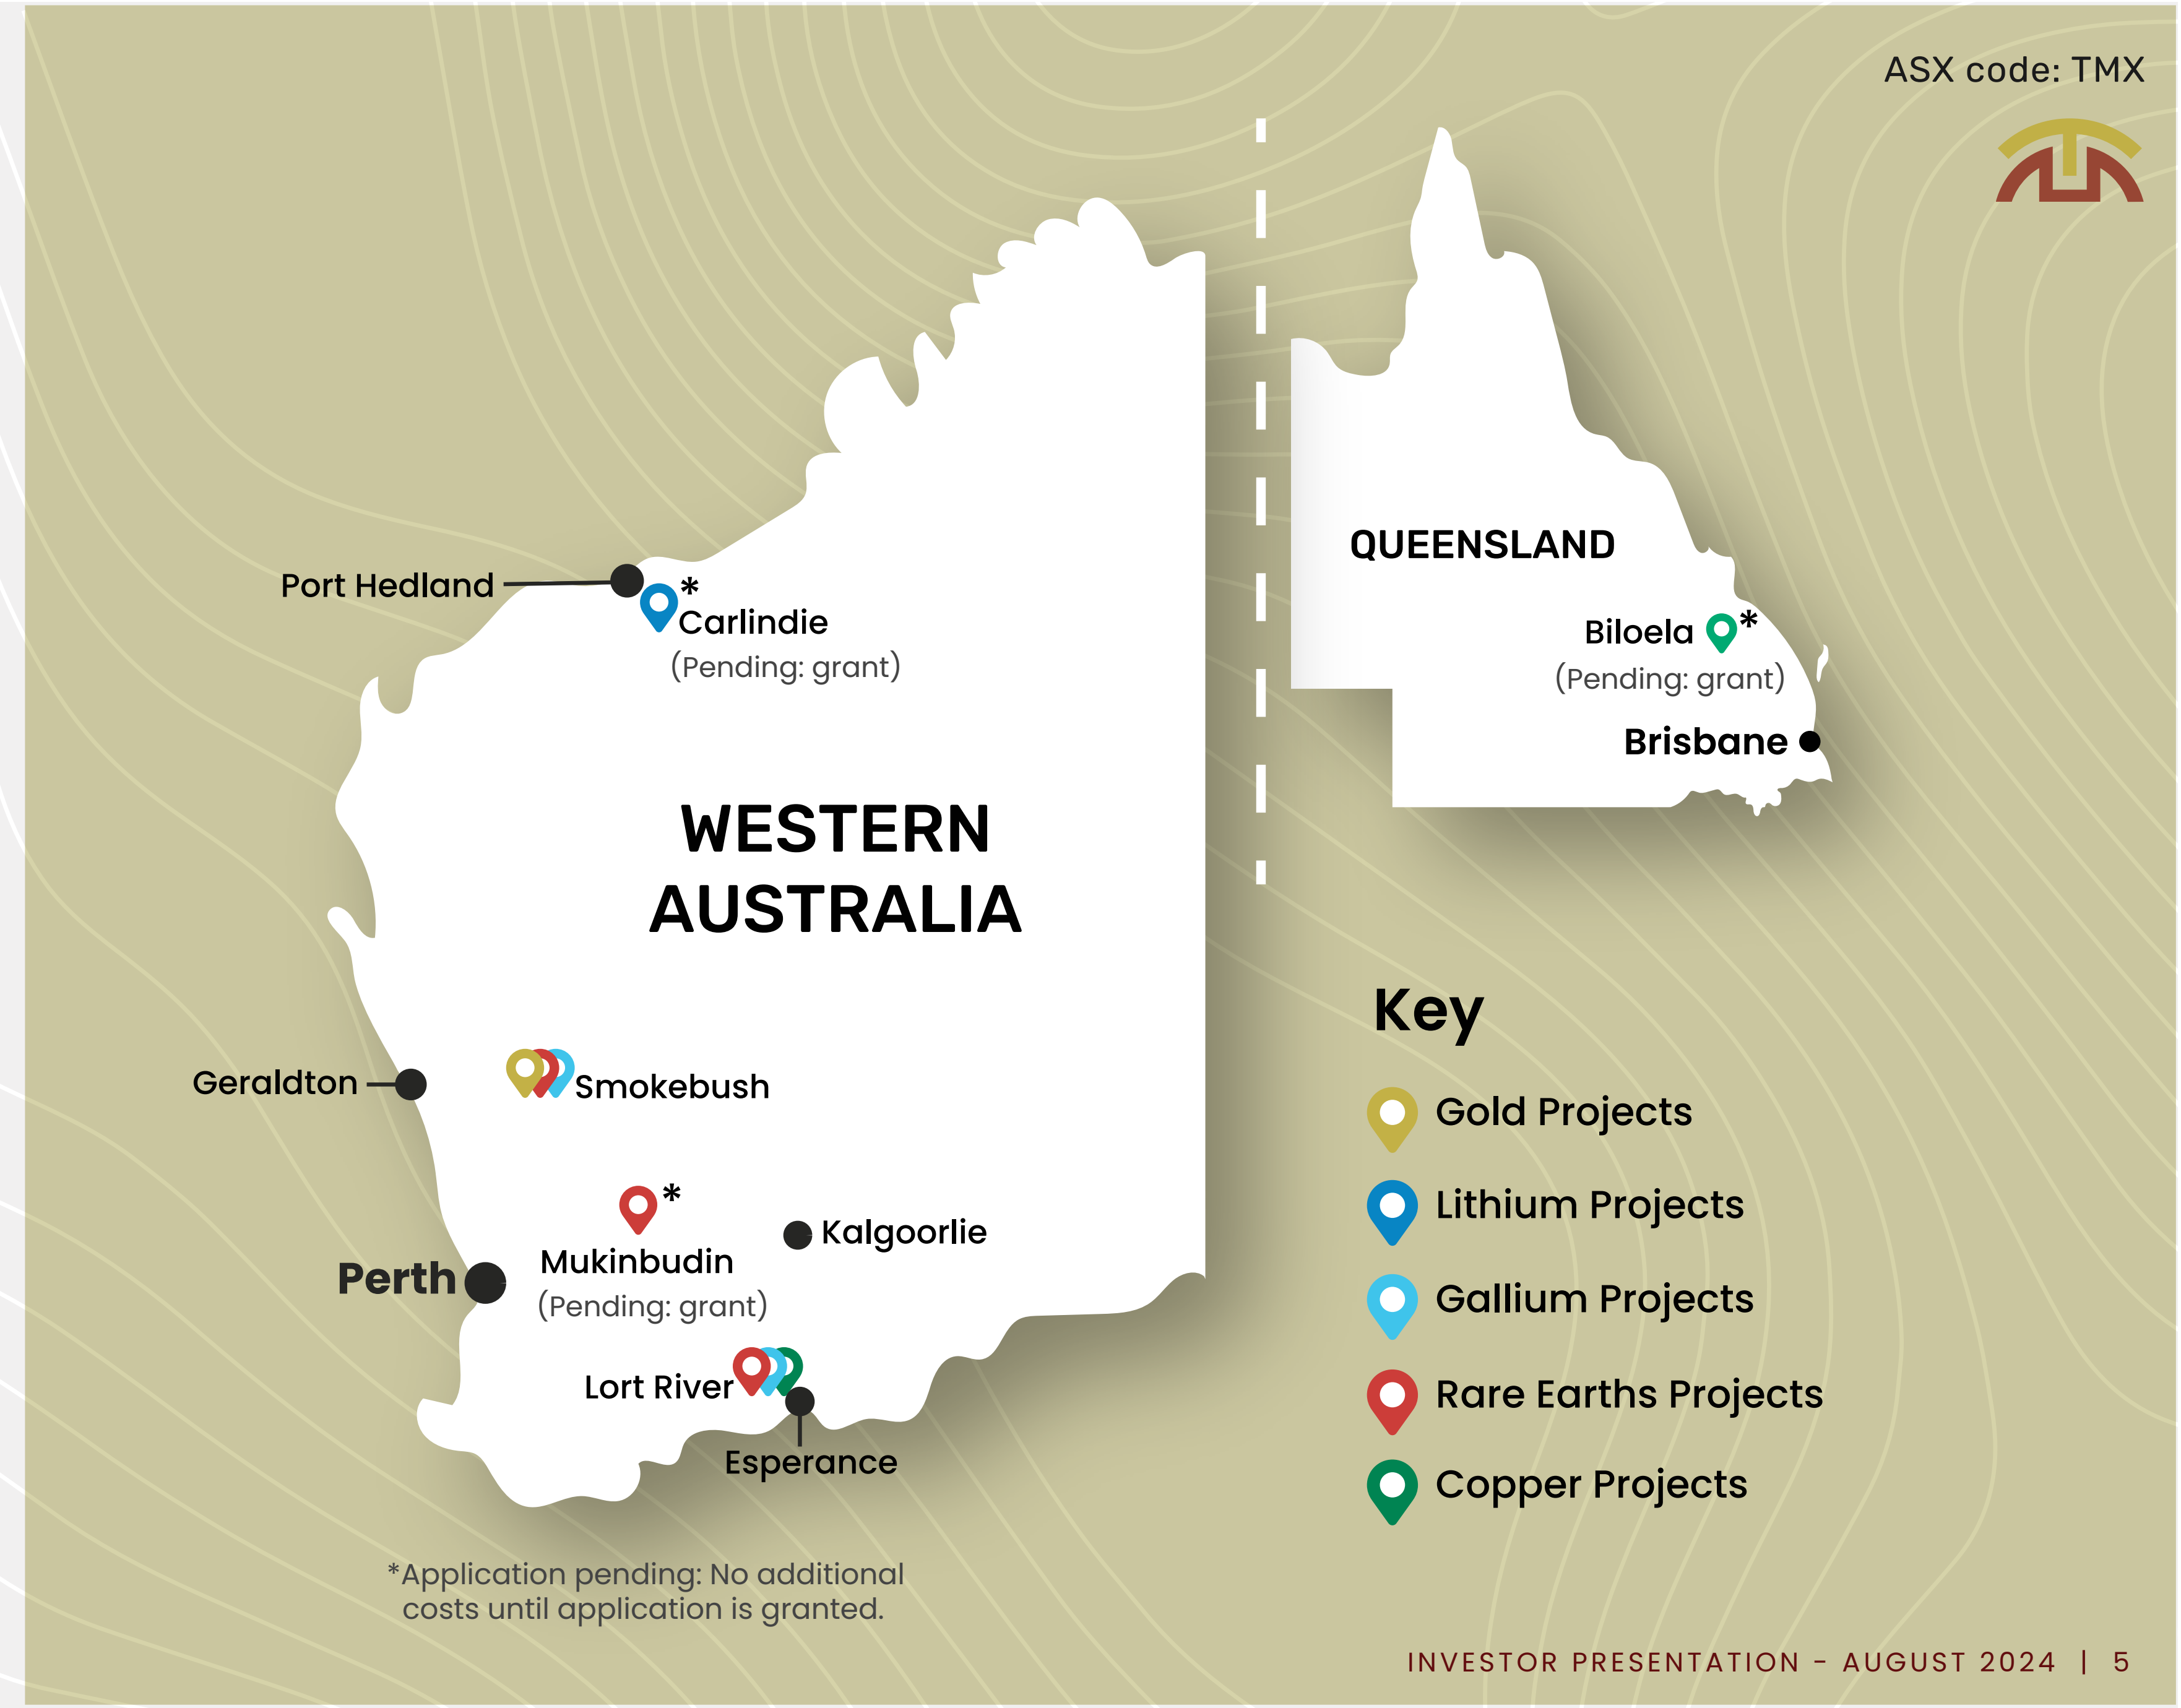 ASX code: TMX
QUEENSLAND
Port Hedland
*
Carlindie
(Pending: grant)
Biloela *
(Pending: grant)
Brisbane
WESTERN
AUSTRALIA
Key
Geraldton
Smokebush
Gold Projects
Lithium Projects
*
Kalgoorlie
Mukinbudin
Perth
(Pending: grant)
Gallium Projects
Lort River
Rare Earths Projects
Esperance
Copper Projects
*Application pending: No additional
costs until application is granted.
INVESTOR PRESENTATION - AUGUST 2024 | 5